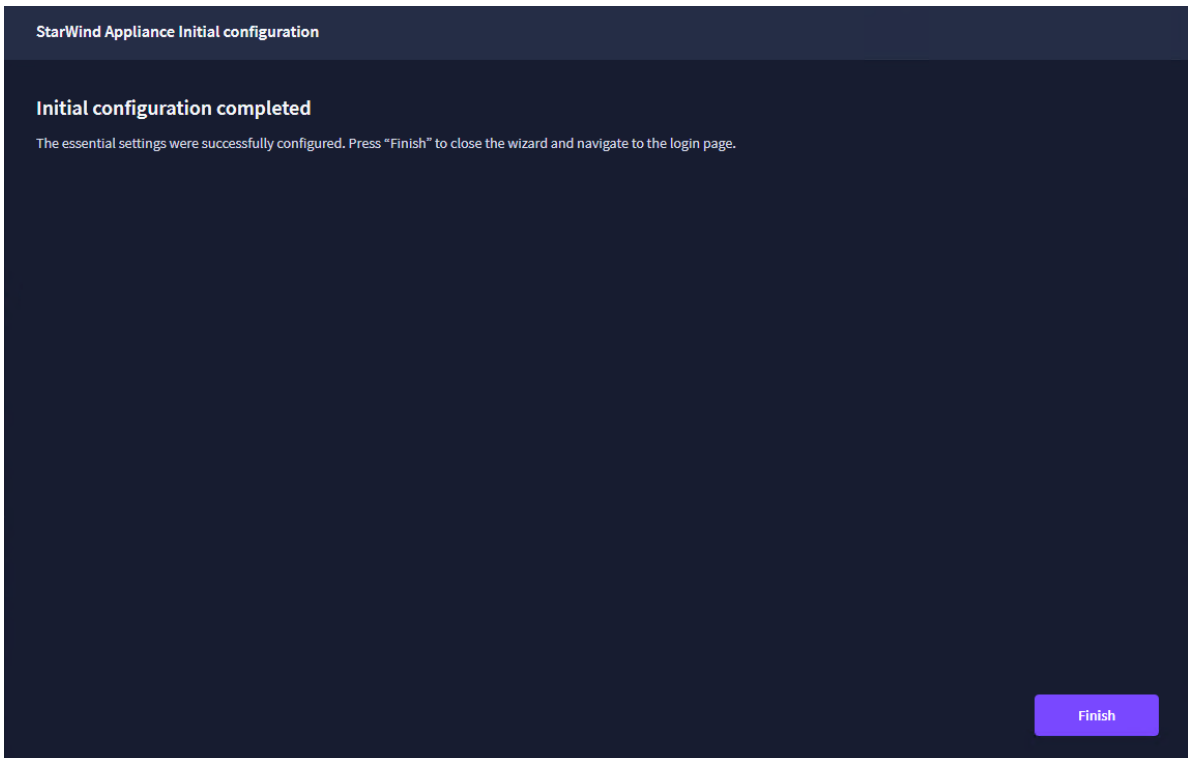 StarWind Appliance Initial configuration
Initial configuration completed
The essential settings were successfully configured. Press “Finish” to close the wizard and navigate to the login page.
Finish